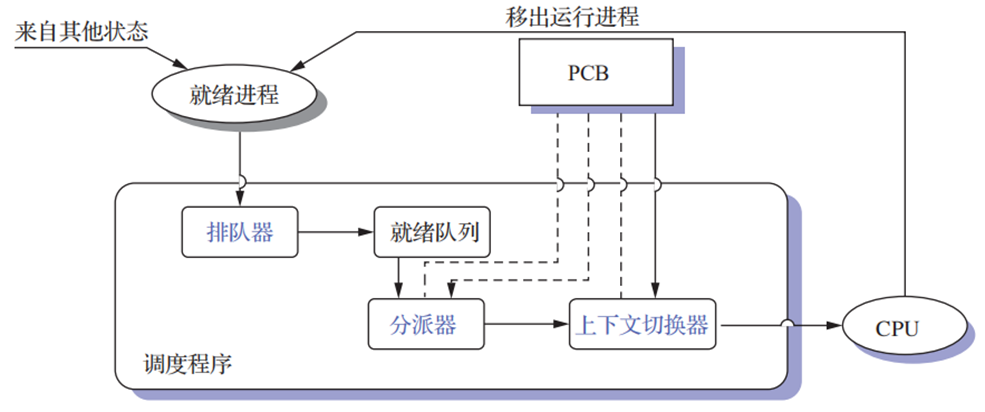 来自其他状态
移出运行进程
PCB
就绪进程
排队器
就绪队列
分派器
上下文切换器
CPU
调度程序